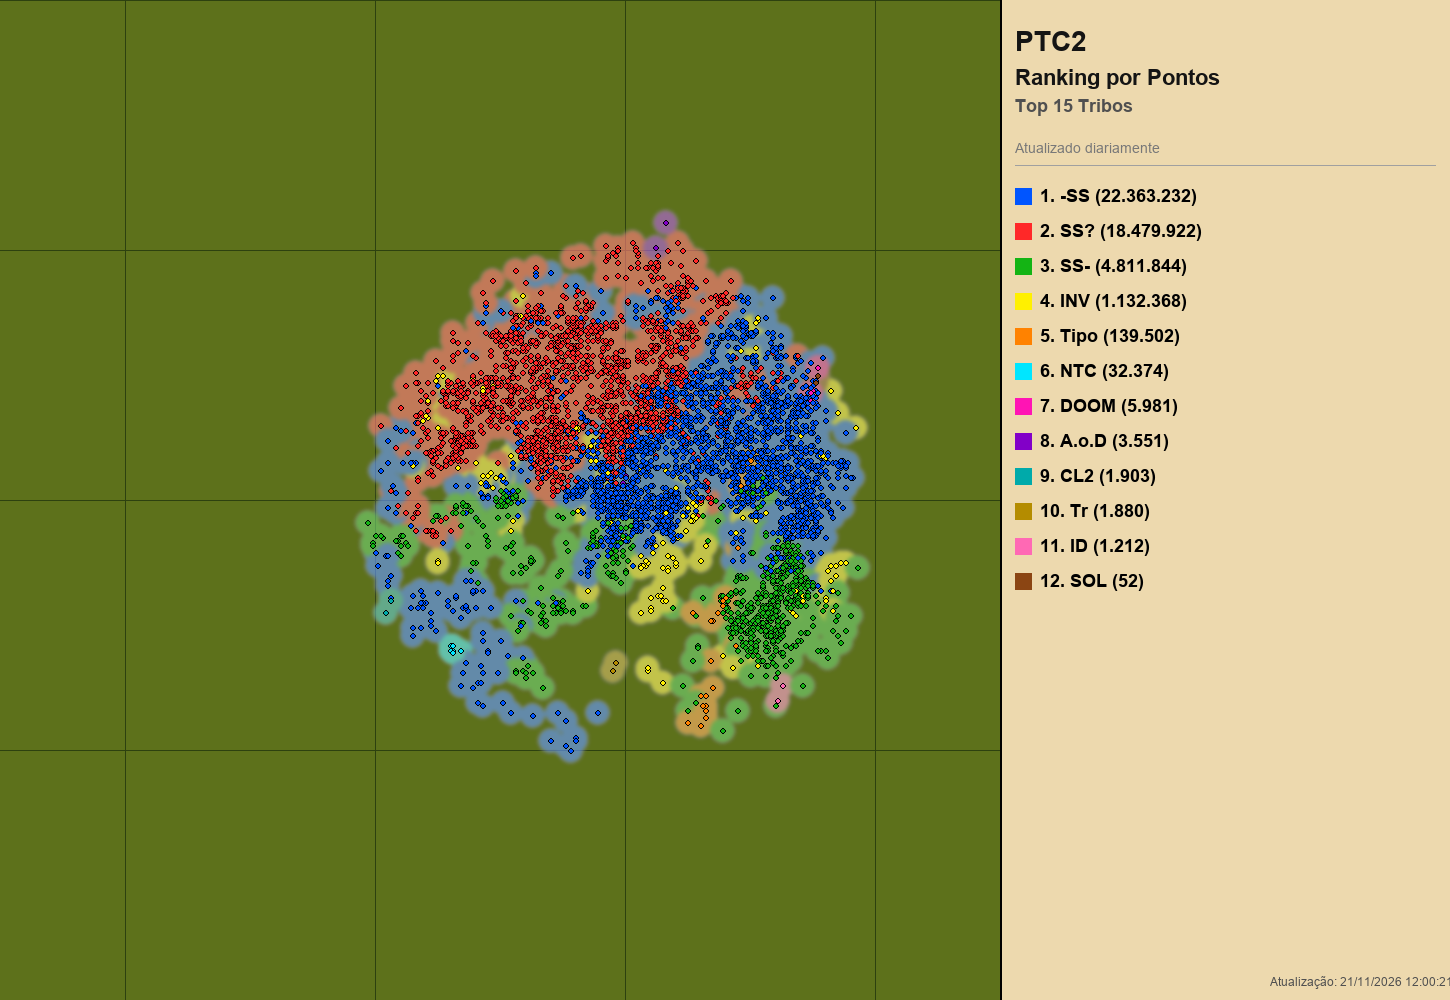 PTC2
Ranking por Pontos
Top 15 Tribos
Atualizado diariamente
1. -SS (22.363.232)
2. SS? (18.479.922)
3. SS- (4.811.844)
4. INV (1.132.368)
5. Tipo (139.502)
6. NTC (32.374)
7. DOOM (5.981)
8. A.o.D (3.551)
9. CL2 (1.903)
10. Tr (1.880)
11. ID (1.212)
12. SOL (52)
Atualização: 21/11/2026 12:00:21